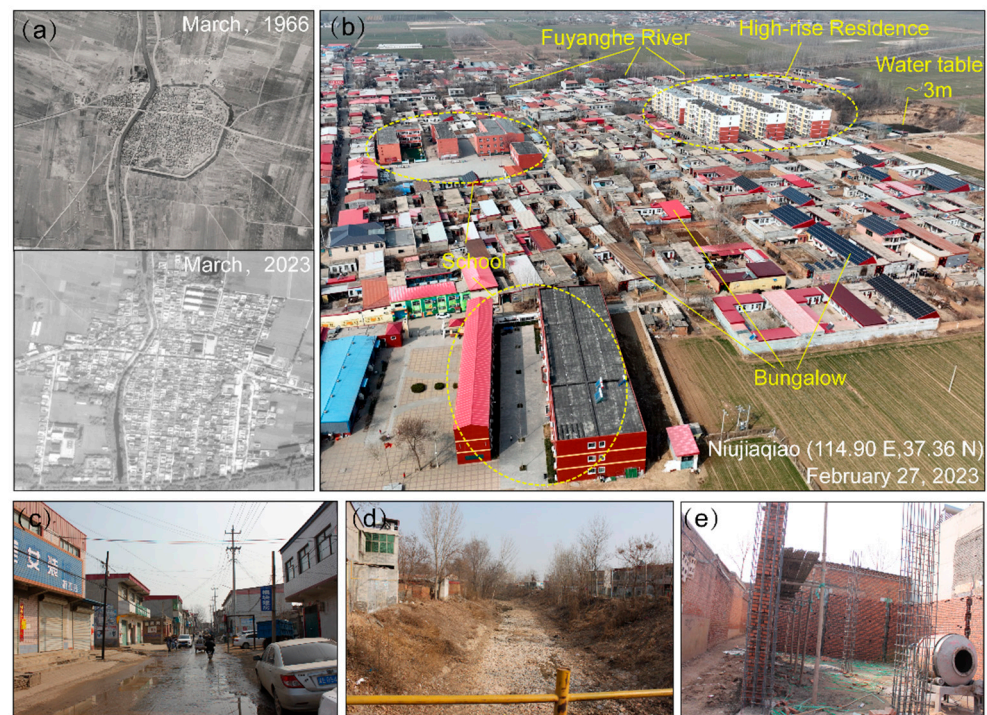 (a)
March, 1966
March, 2023
(b)
Fuyanghe River
High-rise Residence
Water table
~3m
School
Bungalow
Niujiaqiao (114.90 E,37.36 N)
February 27, 2023
(c)
(d)
(e)